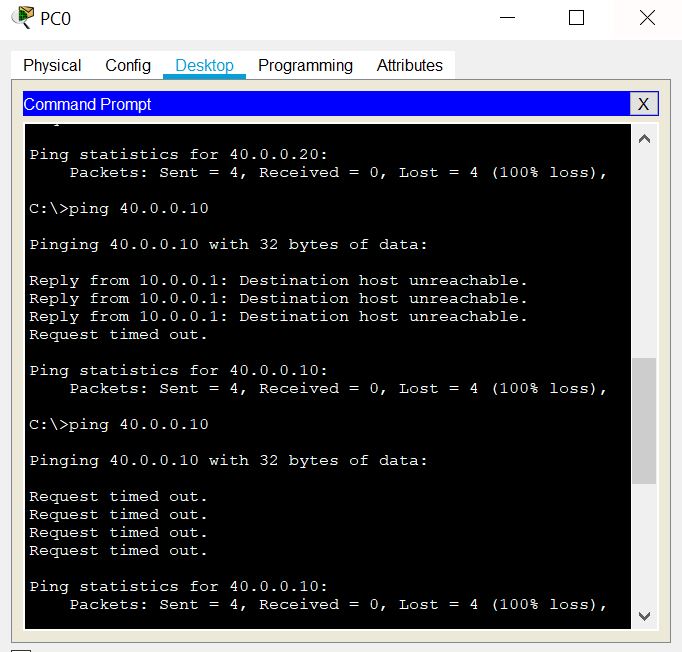 PC0
Physical Config Desktop Programming Attributes
Command Prompt X
Ping statistics for 40.0.0.20:
Packets: Sent = 4, Received = 0, Lost = 4 (100% loss),
C:\>ping 40.0.0.10
Pinging 40.0.0.10 with 32 bytes of data:
Reply from 10.0.0.1: Destination host unreachable.
Reply from 10.0.0.1: Destination host unreachable.
Reply from 10.0.0.1: Destination host unreachable.
Request timed out.
Ping statistics for 40.0.0.10:
Packets: Sent = 4, Received = 0, Lost = 4 (100% loss),
C:\>ping 40.0.0.10
Pinging 40.0.0.10 with 32 bytes of data:
Request timed out.
Request timed out.
Request timed out.
Request timed out.
Ping statistics for 40.0.0.10:
Packets: Sent = 4, Received = 0, Lost = 4 (100% loss),